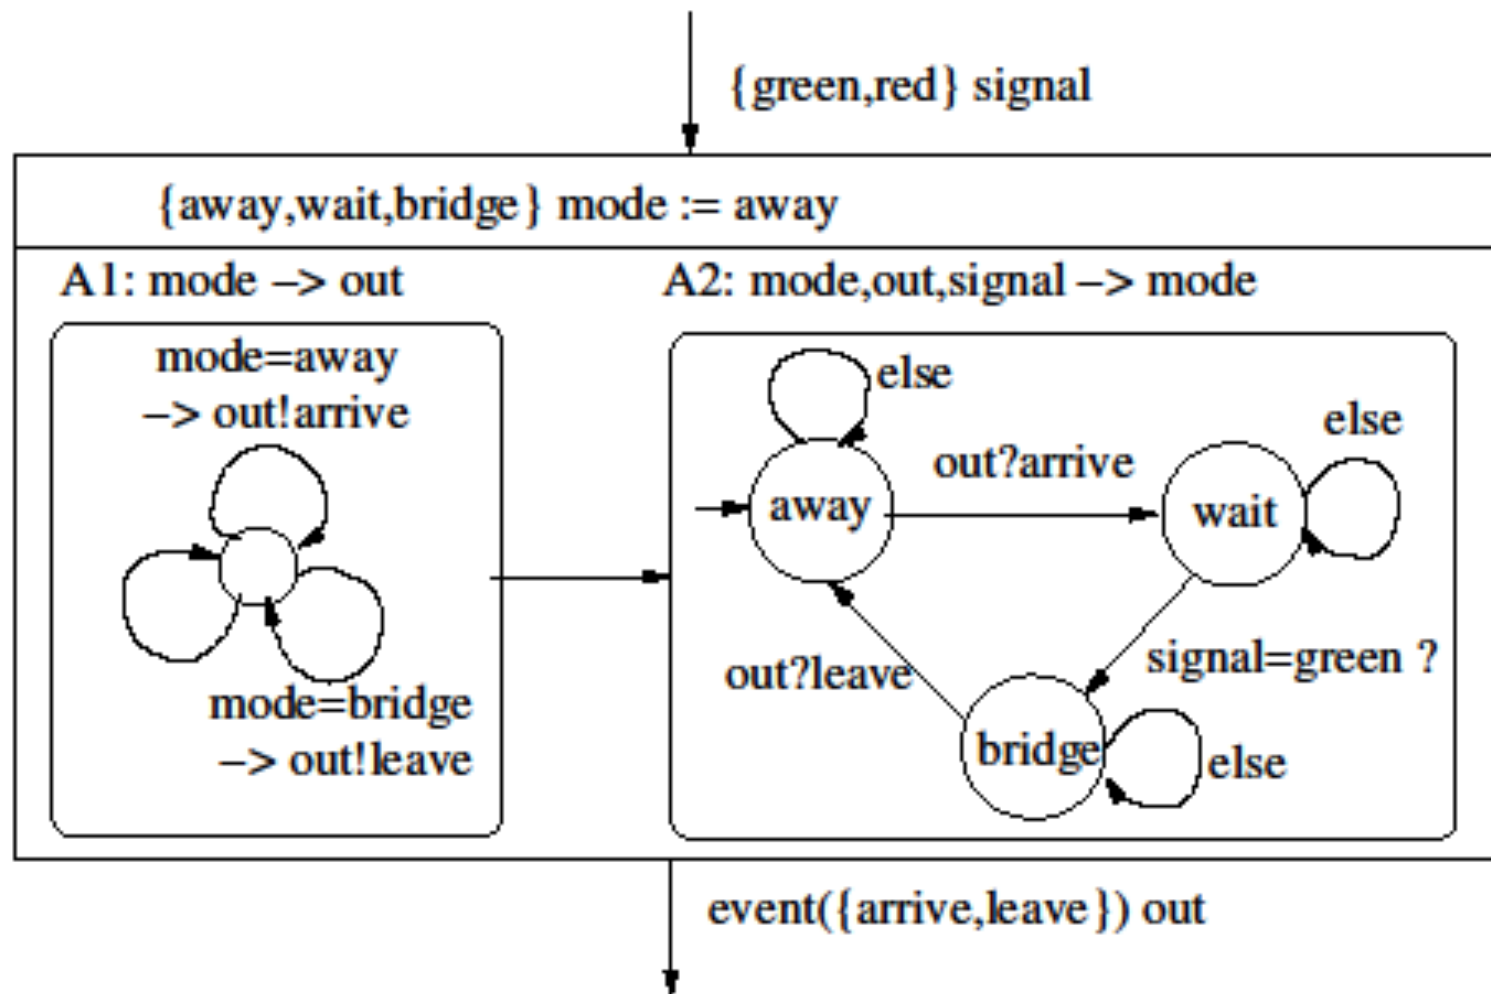 {green,red} signal
{away,wait,bridge} mode := away
A1: mode –> out
A2: mode,out,signal –> mode
mode=away
–> out!arrive
mode=bridge
–> out!leave
else
away
out?arrive
else
wait
out?leave
signal=green ?
bridge
else
event({arrive,leave}) out